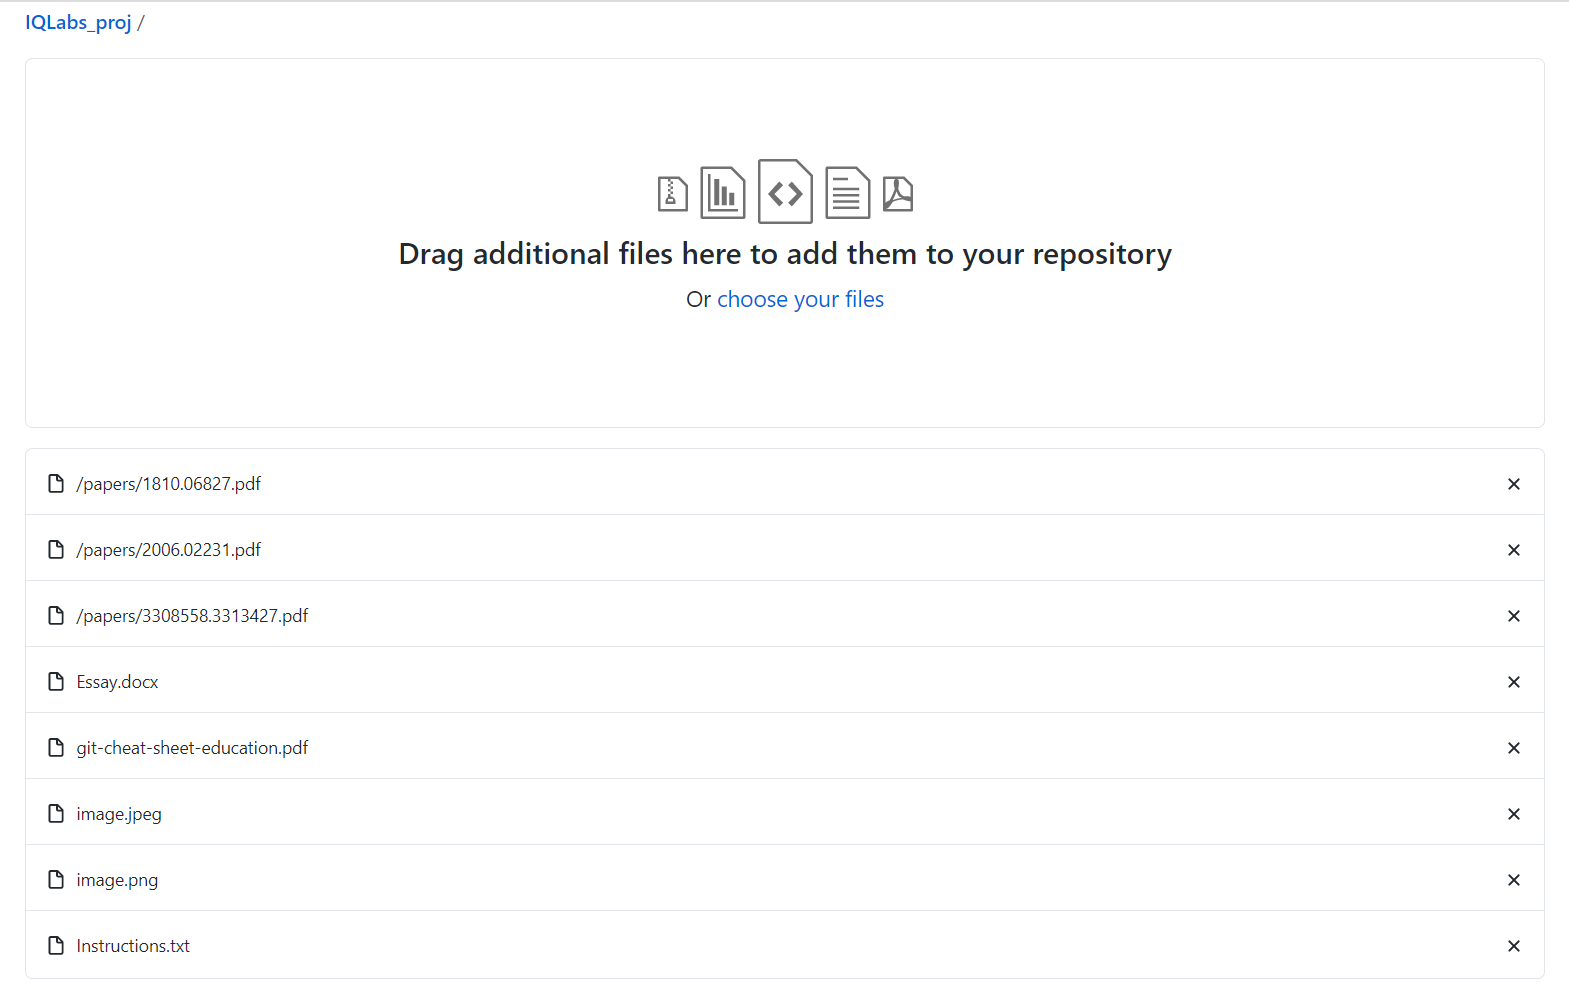 IQLabs_proj /
Drag additional files here to add them to your repository
Or choose your files
/papers/1810.06827.pdf
/papers/2006.02231.pdf
/papers/3308558.3313427.pdf
Essay.docx
git-cheat-sheet-education.pdf
image.jpeg
image.png
Instructions.txt